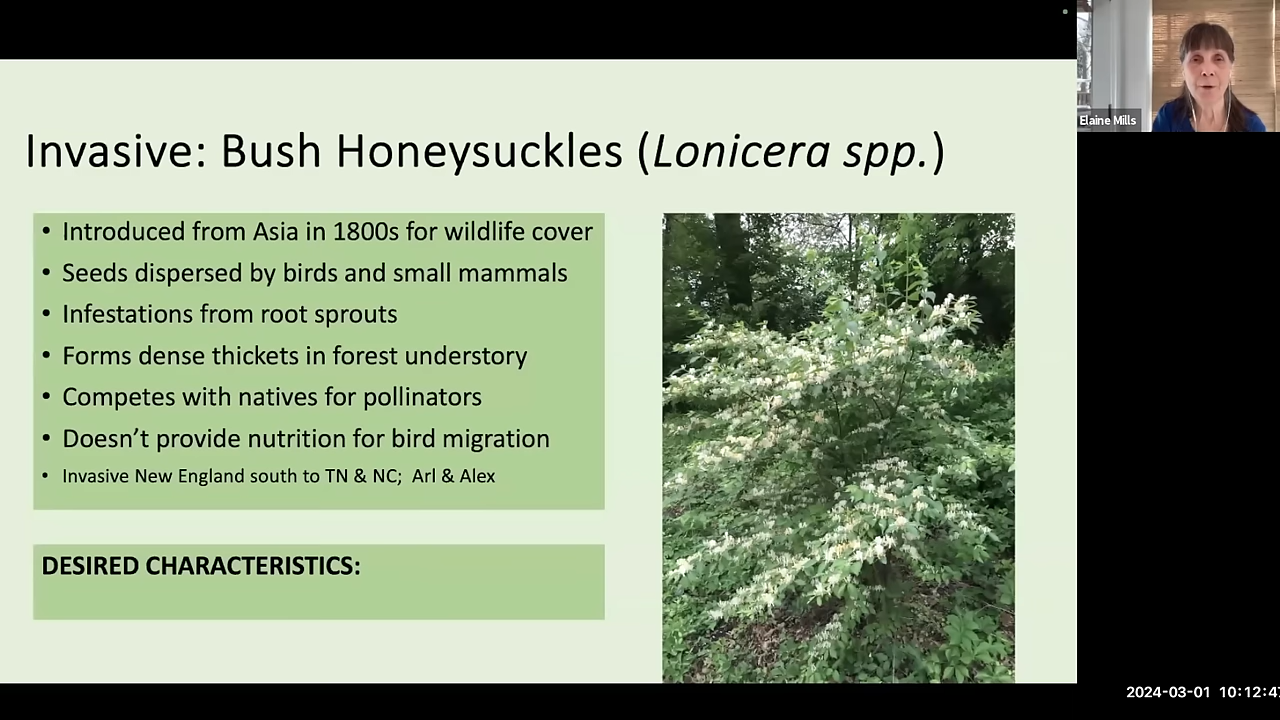 Elaine Mills
Invasive: Bush Honeysuckles (Lonicera spp.)
• Introduced from Asia in 1800s for wildlife cover
• Seeds dispersed by birds and small mammals
• Infestations from root sprouts
• Forms dense thickets in forest understory
• Competes with natives for pollinators
• Doesn’t provide nutrition for bird migration
• Invasive New England south to TN & NC;  Arl & Alex
DESIRED CHARACTERISTICS:
2024-03-01 10:12:47